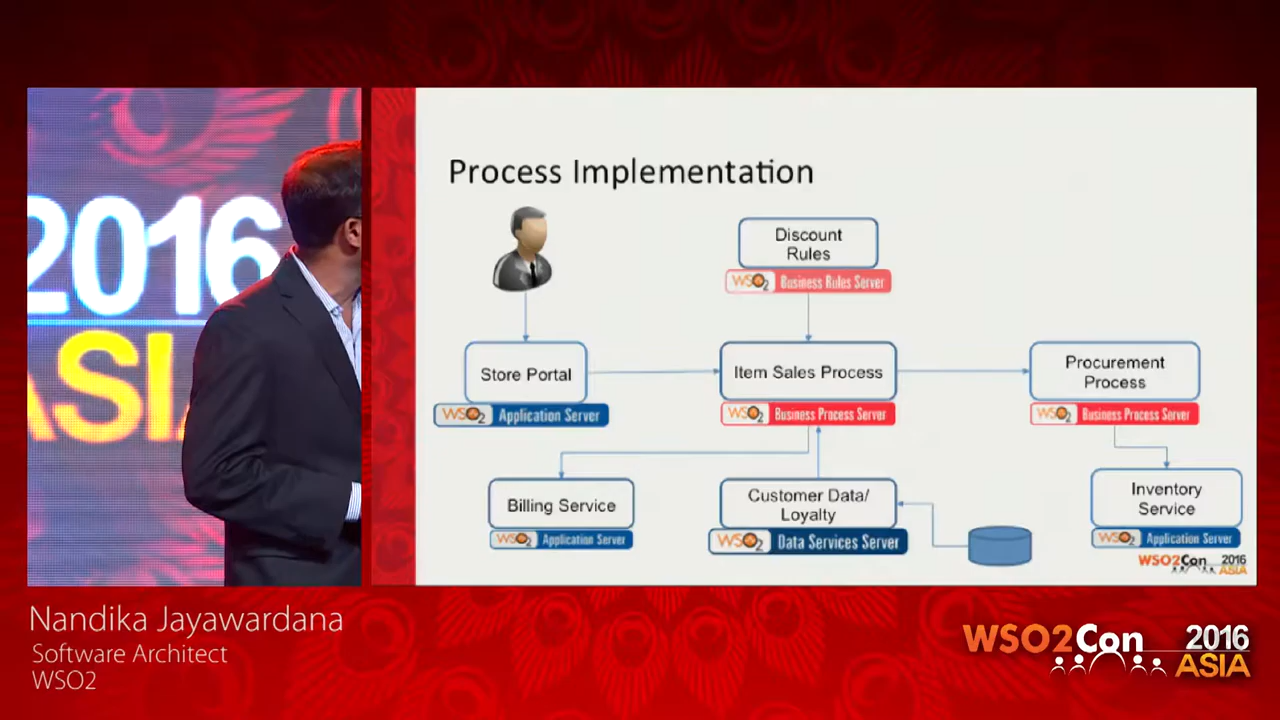 2016
ASIA
Process Implementation
Discount
Rules
WSO2 Business Rules Server
Store Portal
WSO2 Application Server
Item Sales Process
WSO2 Business Process Server
Procurement
Process
WSO2 Business Process Server
Billing Service
WSO2 Application Server
Customer Data/
Loyalty
WSO2 Data Services Server
Inventory
Service
WSO2 Application Server
WSO2Con 2016
ASIA
Nandika Jayawardana
Software Architect
WSO2
WSO2Con 2016
ASIA